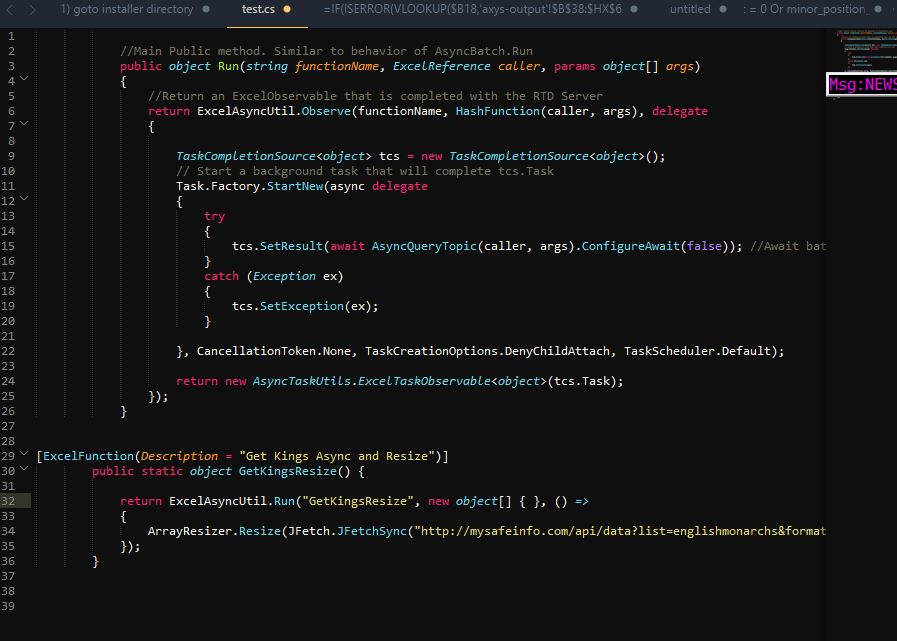 1) goto installer directory
test.cs
=IF(ISERROR(VLOOKUP($B18,'axys-output'!$B$38:$HX$6
untitled
: = 0 Or minor_position_
1
2 //Main Public method. Similar to behavior of AsyncBatch.Run
3 public object Run(string functionName, ExcelReference caller, params object[] args)
4 {
5 //Return an ExcelObservable that is completed with the RTD Server
6 return ExcelAsyncUtil.Observe(functionName, HashFunction(caller, args), delegate
7 {
8
9 TaskCompletionSource<object> tcs = new TaskCompletionSource<object>();
10 // Start a background task that will complete tcs.Task
11 Task.Factory.StartNew(async delegate
12 {
13 try
14 {
15 tcs.SetResult(await AsyncQueryTopic(caller, args).ConfigureAwait(false)); //Await bat
16 }
17 catch (Exception ex)
18 {
19 tcs.SetException(ex);
20 }
21
22 }, CancellationToken.None, TaskCreationOptions.DenyChildAttach, TaskScheduler.Default);
23
24 return new AsyncTaskUtils.ExcelTaskObservable<object>(tcs.Task);
25 });
26 }
27
28
29 [ExcelFunction(Description = "Get Kings Async and Resize")]
30 public static object GetKingsResize() {
31
32 return ExcelAsyncUtil.Run("GetKingsResize", new object[] { }, () =>
33 {
34 ArrayResizer.Resize(JFetch.JFetchSync("http://mysafeinfo.com/api/data?list=englishmonarchs&format
35 });
36 }
37
38
39
Msg:NEWS